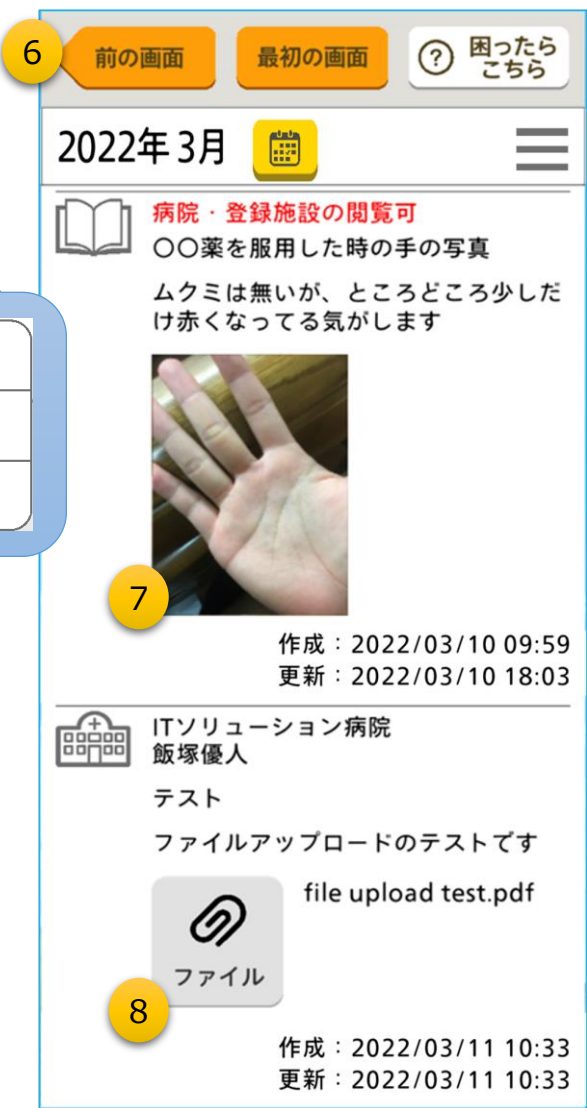 6
前の画面
最初の画面
? 困ったら
こちら
2022年 3月
病院・登録施設の閲覧可
〇〇薬を服用した時の手の写真
ムクミは無いが、ところどころ少しだ
け赤くなってる気がします
7
作成：2022/03/10 09:59
更新：2022/03/10 18:03
ITソリューション病院
飯塚優人
テスト
ファイルアップロードのテストです
file upload test.pdf
ファイル
8
作成：2022/03/11 10:33
更新：2022/03/11 10:33